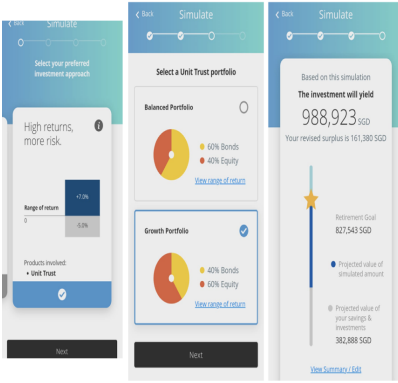 Back
Simulate
Select your preferred
investment approach
High returns,
more risk.
i
Range of return
0
+7.0%
Products involved:
• Unit Trust
Next
Back
Simulate
Select a Unit Trust portfolio
Balanced Portfolio
60% Bonds
40% Equity
View range of return
Growth Portfolio
40% Bonds
60% Equity
View range of return
Next
Back
Simulate
Based on this simulation
The investment will yield
988,923 SGD
Your revised surplus is 161,380 SGD
Retirement Goal
827,543 SGD
Projected value of
simulated amount
Projected value of
your savings &
investments
382,888 SGD
View Summary / Edit